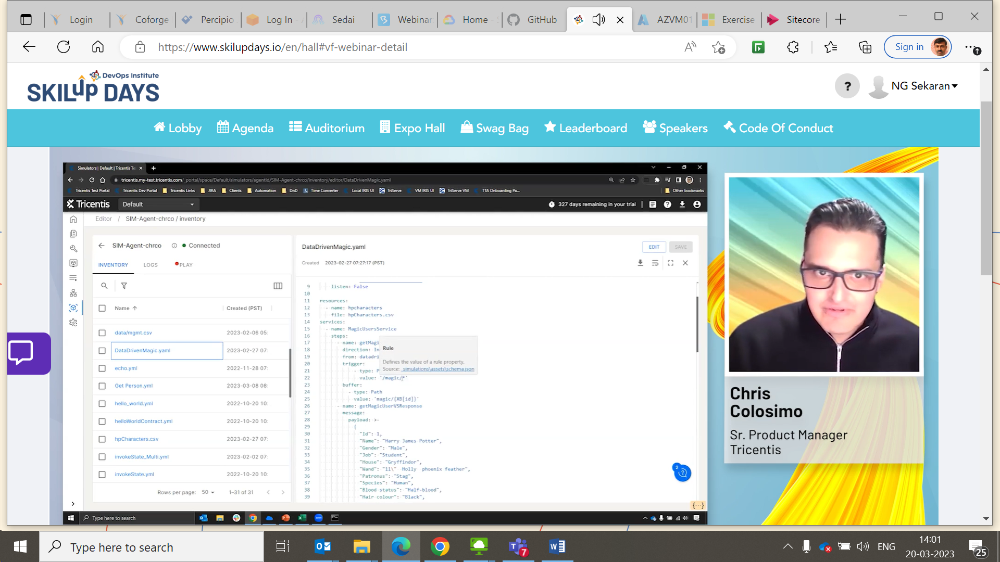 Login
Coforge
Percipio
Log In -
Sedai
Webinar
Home -
GitHub
AZVM01
Exercise
Sitecore
https://www.skilupdays.io/en/hall#vf-webinar-detail
Sign in
DevOps Institute
SKILup DAYS
?
NG Sekaran
Lobby
Agenda
Auditorium
Expo Hall
Swag Bag
Leaderboard
Speakers
Code Of Conduct
Simulators | Default | Tricentis Te
tricentis.my-test.tricentis.com/_portal/space/Default/simulators/agentId/SIM-Agent-chrco/inventory/editor/DataDrivenMagic.yaml
Tricentis Test Portal
Tricentis Dev Portal
Tricentis Links
JIRA
Clients
Automation
DnD
Time Converter
Local IRIS UI
TriServe
VM IRIS UI
TriServe VM
TTA Onboarding Pa...
Other bookmarks
Tricentis
Default
327 days remaining in your trial
Editor / SIM-Agent-chrco / inventory
SIM-Agent-chrco
Connected
INVENTORY
LOGS
PLAY
Name
Created (PST)
data/mgmt.csv 2023-02-06 05:
DataDrivenMagic.yaml 2023-02-27 07:
echo.yml 2022-11-28 07:
Get Person.yml 2023-03-08 08:
hello_world.yml 2022-10-20 10:
helloWorldContract.yml 2022-10-20 10:
hpCharacters.csv 2023-02-27 07:
invokeState_Multi.yml 2023-02-02 07:
invokeState.yml 2022-10-20 10:
Rows per page: 50 1-31 of 31
DataDrivenMagic.yaml
EDIT
SAVE
Created 2023-02-27 07:27:17 (PST)
9 listen: False
10
11 resources:
12 - name: hpcharacters
13 file: hpCharacters.csv
14 services:
15 - name: MagicUsersService
16 steps:
17 - name: getMagi
18 direction: In
19 from: datadri
20 trigger:
21 - type: P
22 value: '/magic/*'
23 buffer:
24 - type: Path
25 value: 'magic/{XB[id]}'
26 - name: getMagicUserVSResponse
27 message:
28 payload: >-
29 {
30 "Id": 1,
31 "Name": "Harry James Potter",
32 "Gender": "Male",
33 "Job": "Student",
34 "House": "Gryffindor",
35 "Wand": "11\" Holly phoenix feather",
36 "Patronus": "Stag",
37 "Species": "Human",
38 "Blood status": "Half-blood",
39 "Hair colour": "Black",
Rule
Defines the value of a rule property.
Source: _simulations\assets\schema.json
2
{···}
Type here to search
Chris
Colosimo
Sr. Product Manager
Tricentis
Type here to search
7
ENG
14:01
20-03-2023
25